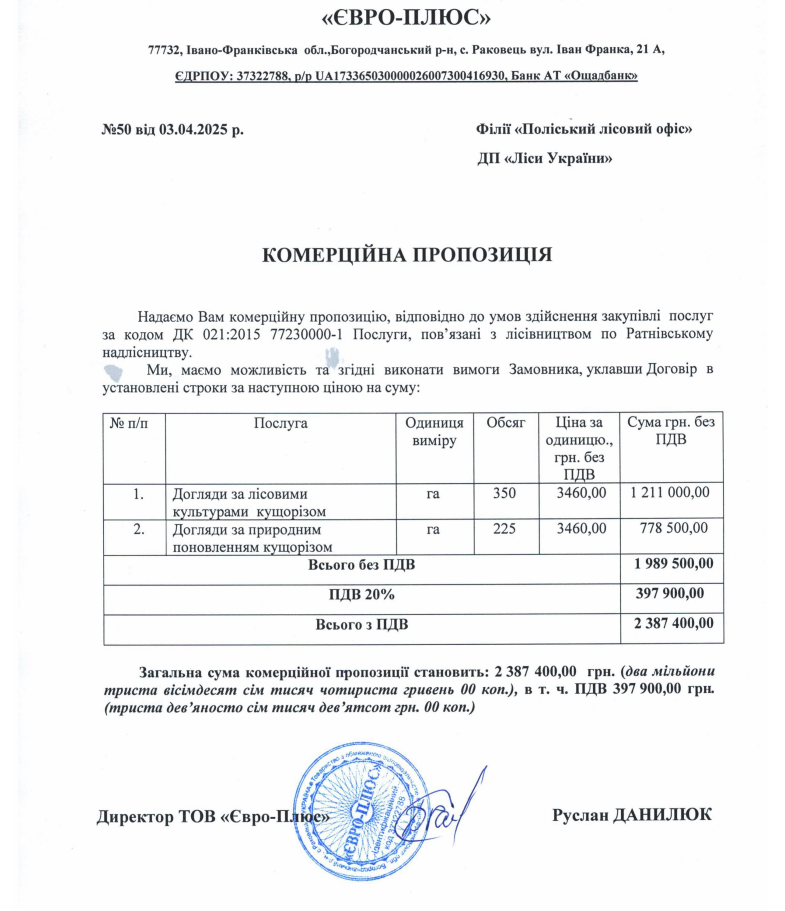 «ЄВРО-ПЛЮС»
77732, Івано-Франківська обл.,Богородчанський р-н, с. Раковець вул. Іван Франка, 21 А,
ЄДРПОУ: 37322788, р/р UA173365030000026007300416930, Банк АТ «Ощадбанк»
№50 від 03.04.2025 р.
Філії «Поліський лісовий офіс»
ДП «Ліси України»
КОМЕРЦІЙНА ПРОПОЗИЦІЯ
Надаємо Вам комерційну пропозицію, відповідно до умов здійснення закупівлі послуг
за кодом ДК 021:2015 77230000-1 Послуги, пов’язані з лісівництвом по Ратнівському
надлісництву.
Ми, маємо можливість та згідні виконати вимоги Замовника, уклавши Договір в
установлені строки за наступною ціною на суму:
№ п/п Послуга Одиниця виміру Обсяг Ціна за одиницю., грн. без ПДВ Сума грн. без ПДВ
1. Догляди за лісовими культурами кущорізом га 350 3460,00 1 211 000,00
2. Догляди за природним поновленням кущорізом га 225 3460,00 778 500,00
Всього без ПДВ 1 989 500,00
ПДВ 20% 397 900,00
Всього з ПДВ 2 387 400,00
Загальна сума комерційної пропозиції становить: 2 387 400,00 грн. (два мільйони
триста вісімдесят сім тисяч чотириста гривень 00 коп.), в т. ч. ПДВ 397 900,00 грн.
(триста дев’яносто сім тисяч дев’ятсот грн. 00 коп.)
Директор ТОВ «Євро-Плюс»
Руслан ДАНИЛЮК
«ЄВРО-ПЛЮС»
Ідентифікаційний
код 37322788